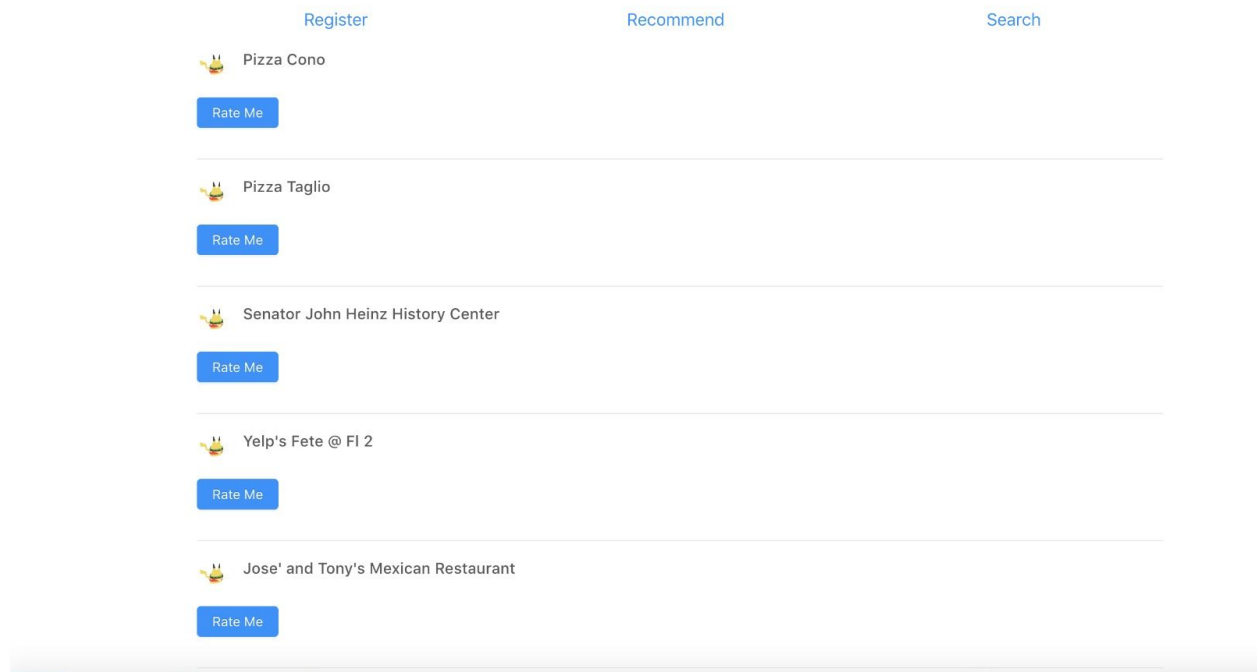 Register Recommend Search
Pizza Cono
Rate Me
Pizza Taglio
Rate Me
Senator John Heinz History Center
Rate Me
Yelp's Fete @ Fl 2
Rate Me
Jose' and Tony's Mexican Restaurant
Rate Me